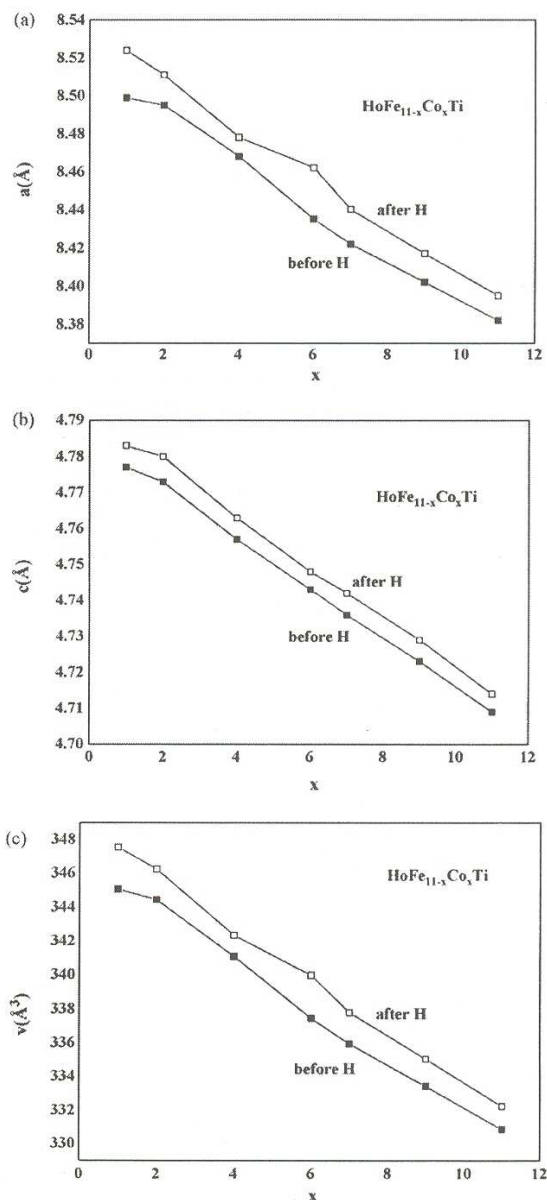 (a)
8.54
8.52
8.50
8.48
8.46
8.44
8.42
8.40
8.38
a(Å)
HoFe₁₁₋ₓCoₓTi
after H
before H
0 2 4 6 8 10 12
x
(b)
4.79
4.78
4.77
4.76
4.75
4.74
4.73
4.72
4.71
4.70
c(Å)
HoFe₁₁₋ₓCoₓTi
after H
before H
0 2 4 6 8 10 12
x
(c)
348
346
344
342
340
338
336
334
332
330
v(Å³)
HoFe₁₁₋ₓCoₓTi
after H
before H
0 2 4 6 8 10 12
x